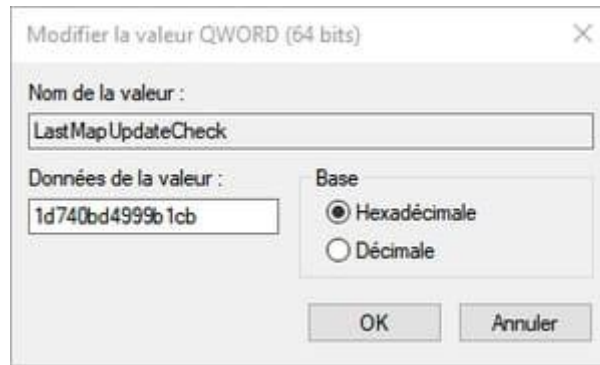 Modifier la valeur QWORD (64 bits)
Nom de la valeur :
LastMapUpdateCheck
Données de la valeur :
1d740bd4999b1cb
Base
Hexadécimale
Décimale
OK
Annuler